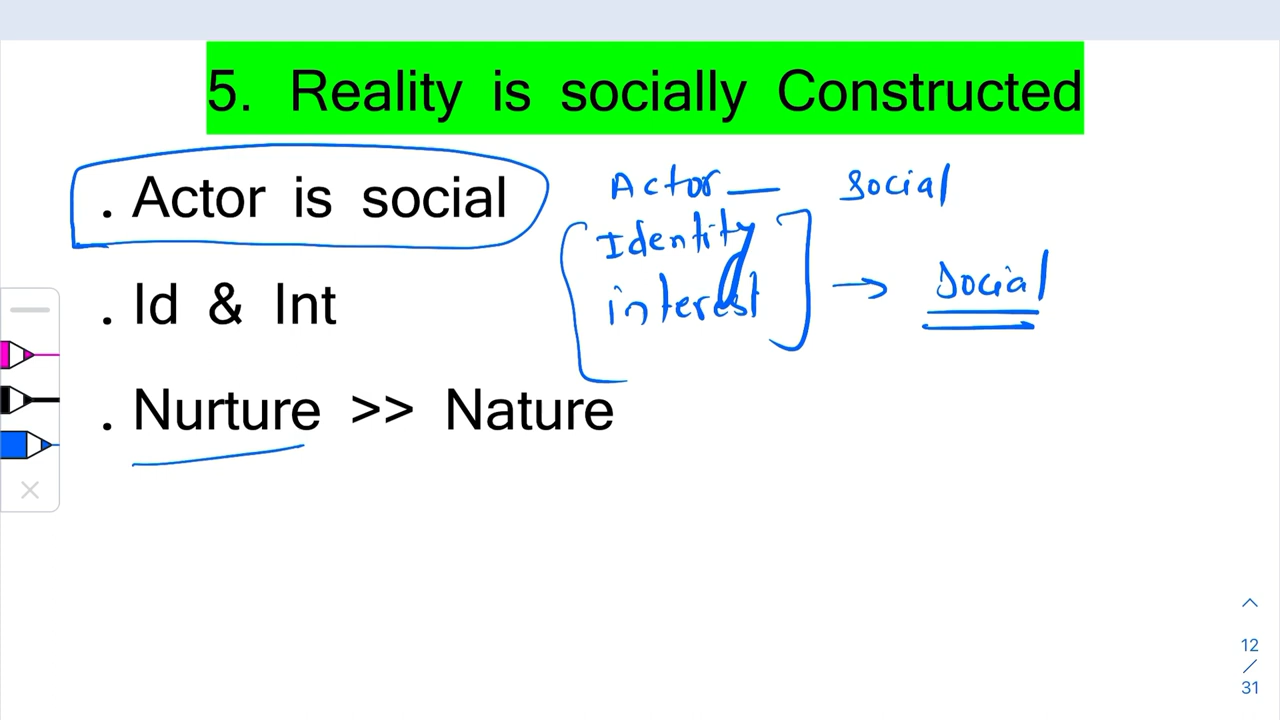 5. Reality is socially Constructed
. Actor is social
Actor — social
Identity
interest
→ social
. Id & Int
. Nurture >> Nature
12
/
31